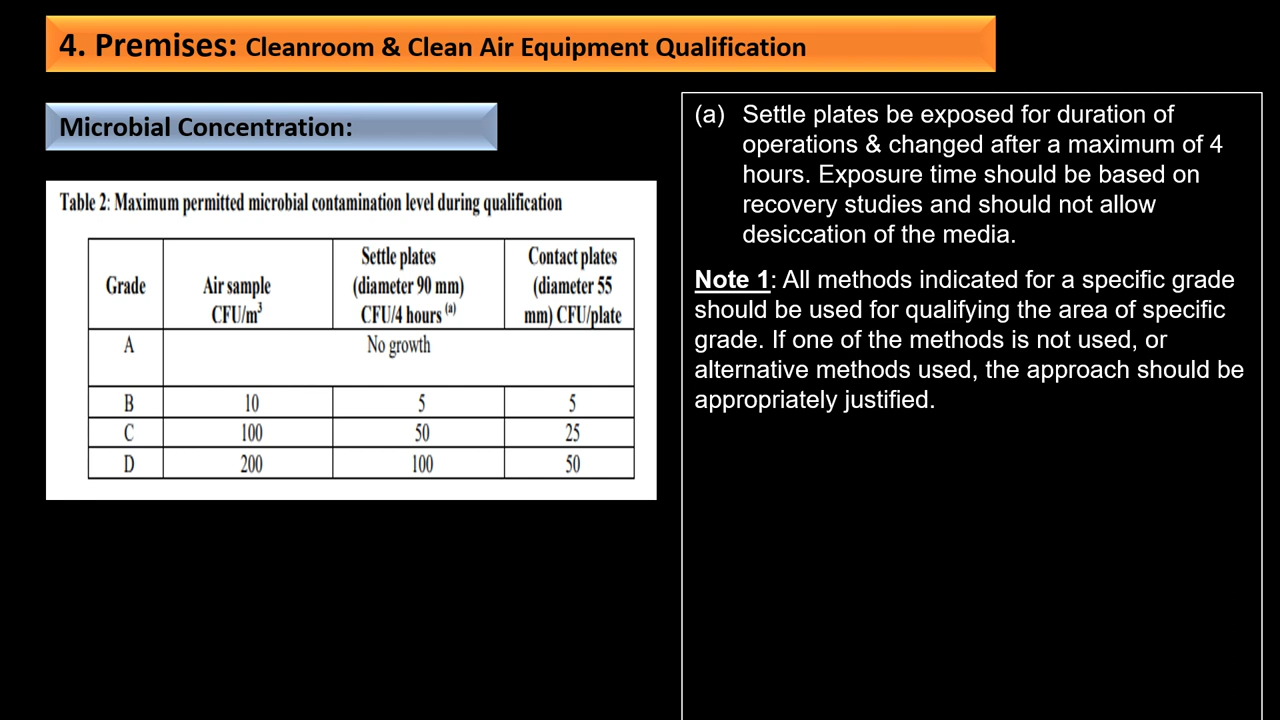 4. Premises: Cleanroom & Clean Air Equipment Qualification
Microbial Concentration:
Table 2: Maximum permitted microbial contamination level during qualification
Grade
Air sample
CFU/m³
Settle plates
(diameter 90 mm)
CFU/4 hours (a)
Contact plates
(diameter 55
mm) CFU/plate
A No growth
B 10 5 5
C 100 50 25
D 200 100 50
(a) Settle plates be exposed for duration of
operations & changed after a maximum of 4
hours. Exposure time should be based on
recovery studies and should not allow
desiccation of the media.
Note 1: All methods indicated for a specific grade
should be used for qualifying the area of specific
grade. If one of the methods is not used, or
alternative methods used, the approach should be
appropriately justified.